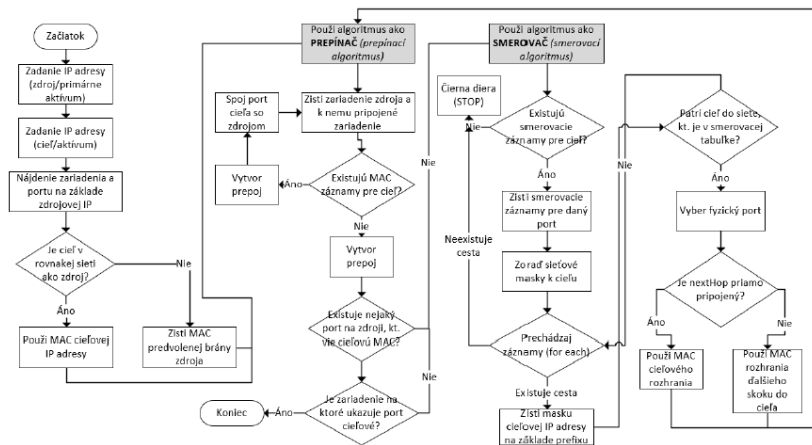 Začiatok
Zadanie IP adresy
(zdroj/primárne
aktívum)
Zadanie IP adresy
(cieľ/aktívum)
Nájdenie zariadenia a
portu na základe
zdrojovej IP
Je cieľ v
rovnakej sieti
ako zdroj?
Nie
Áno
Použi MAC cieľovej
IP adresy
Zisti MAC
predvolenej brány
zdroja
Použi algoritmus ako
PREPÍNAČ (prepínací
algoritmus)
Spoj port
cieľa so
zdrojom
Zisti zariadenie zdroja a
k nemu pripojené
zariadenie
Vytvor
prepoj
Áno
Existujú MAC
záznamy pre cieľ?
Nie
Nie
Vytvor
prepoj
Existuje nejaký
port na zdroji, kt.
vie cieľovú MAC?
Nie
Je zariadenie na
ktoré ukazuje port
cieľové?
Áno
Koniec
Použi algoritmus ako
SMEROVAČ (smerovací
algoritmus)
Čierna diera
(STOP)
Nie
Existujú
smerovacie
záznamy pre cieľ?
Áno
Zisti smerovacie
záznamy pre daný
port
Neexistuje
cesta
Zoraď sieťové
masky k cieľu
Prechádzaj
záznamy (for each)
Existuje cesta
Zisti masku
cieľovej IP adresy
na základe prefixu
Patrí cieľ do siete,
kt. je v smerovacej
tabuľke?
Nie
Áno
Vyber fyzický port
Je nextHop priamo
pripojený?
Áno
Nie
Použi MAC
cieľového
rozhrania
Použi MAC
rozhrania
ďalšieho
skoku do
cieľa